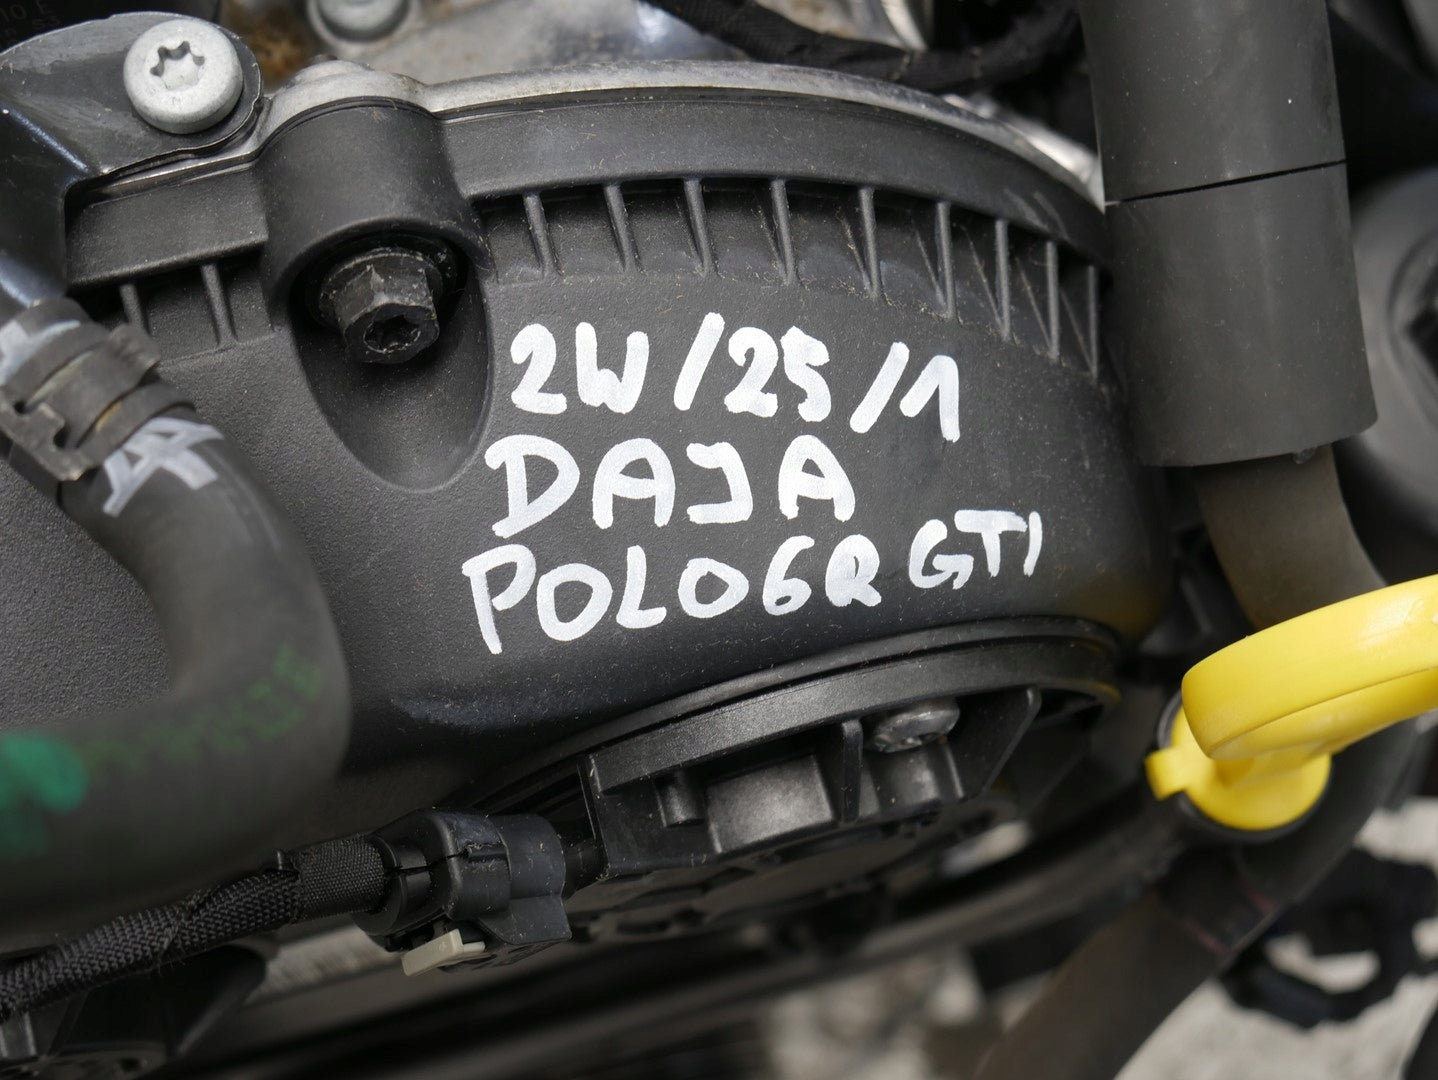 2W/25/1
DAJA
POLO6R GTI